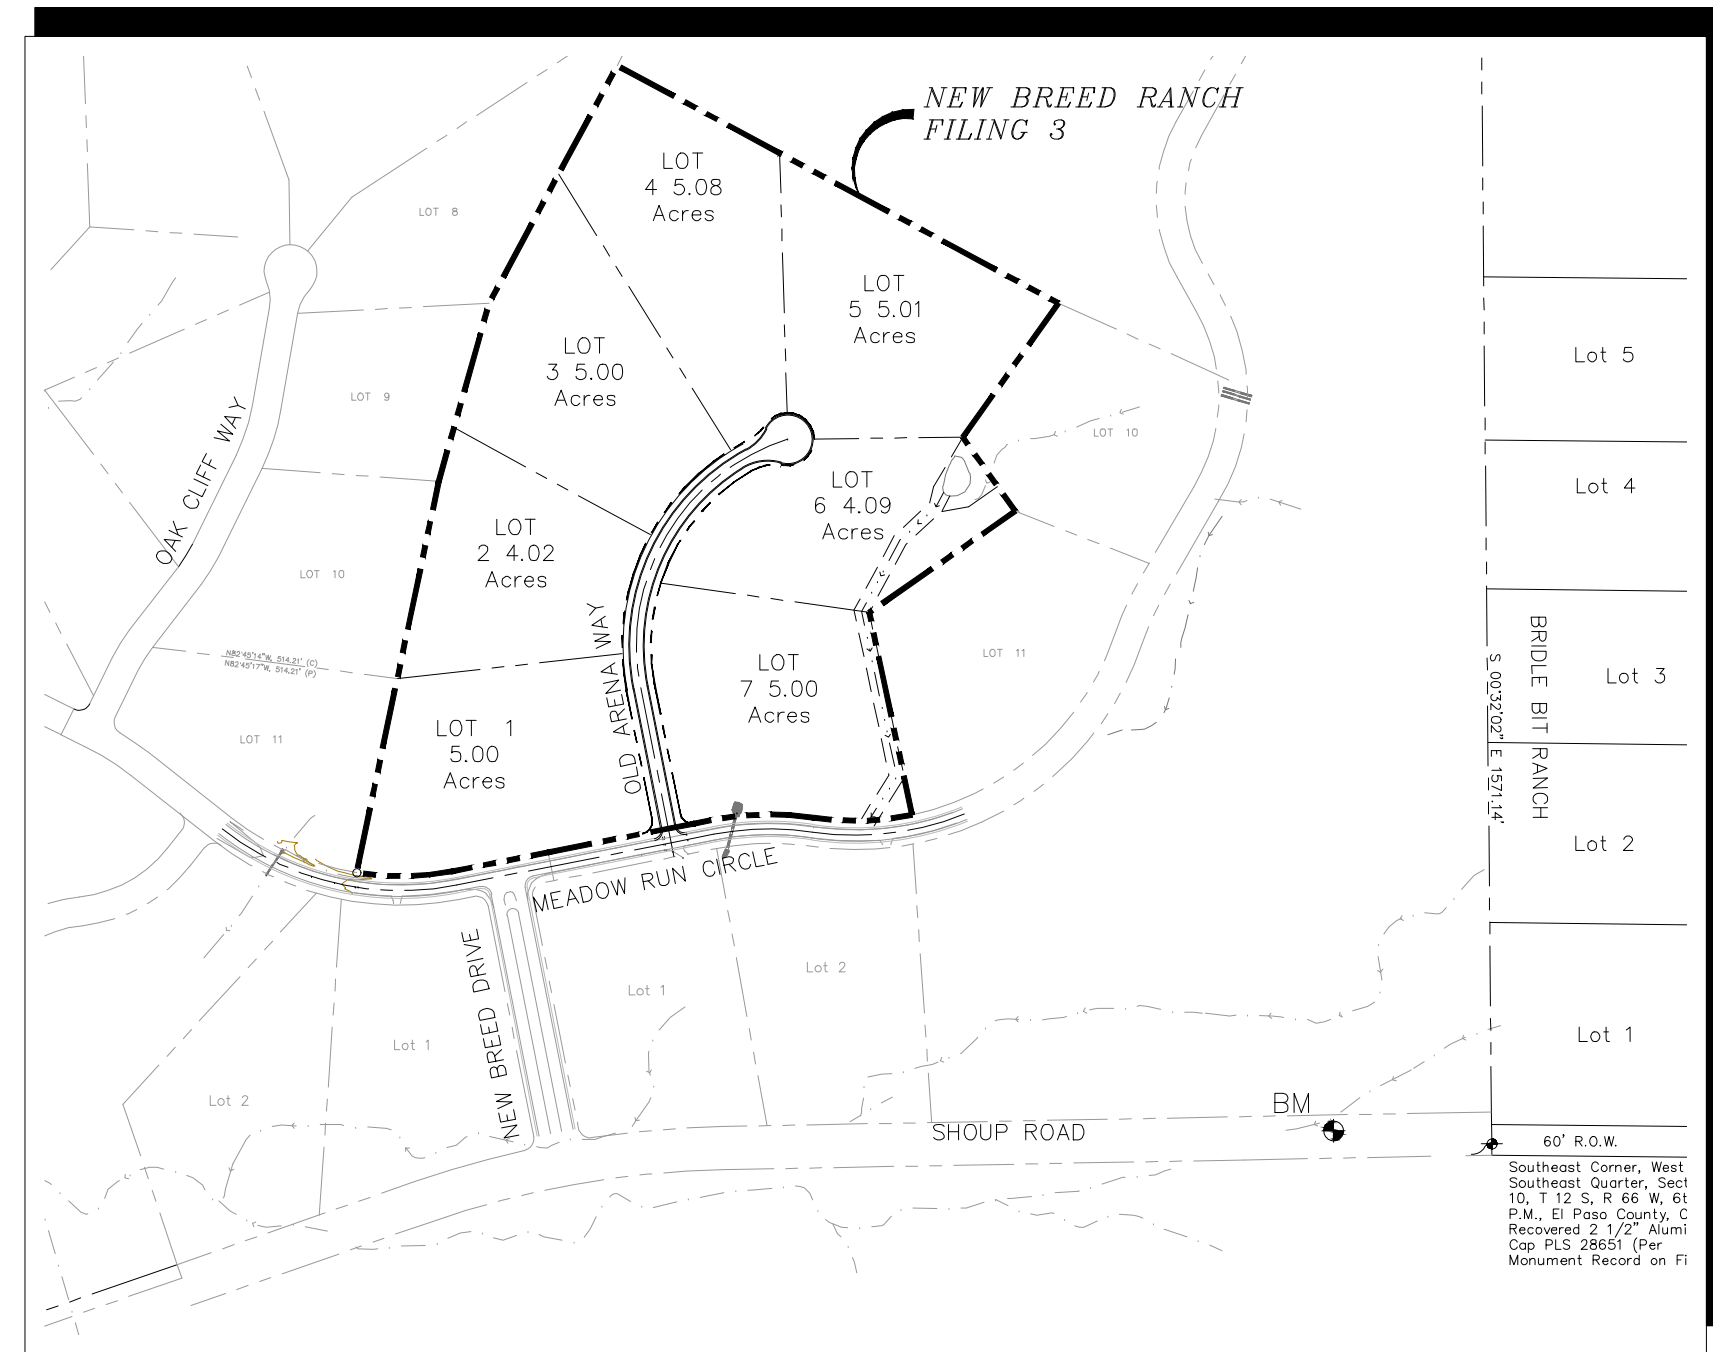 NEW BREED RANCH
FILING 3
LOT
4 5.08
Acres
LOT 8
LOT
5 5.01
Acres
LOT
3 5.00
Acres
Lot 5
LOT 9
OAK CLIFF WAY
LOT 10
LOT
6 4.09
Acres
Lot 4
LOT
2 4.02
Acres
LOT 10
OLD ARENA WAY
N82°45'14"W, 514.21' (C)
N82°45'17"W, 514.21' (P)
LOT
7 5.00
Acres
LOT 11
BRIDLE BIT RANCH
S 00°32'02" E 1571.14'
Lot 3
LOT 11
LOT 1
5.00
Acres
Lot 2
MEADOW RUN CIRCLE
NEW BREED DRIVE
Lot 1
Lot 2
Lot 1
Lot 2
Lot 1
BM
SHOUP ROAD
60' R.O.W.
Southeast Corner, West
Southeast Quarter, Sect
10, T 12 S, R 66 W, 6t
P.M., El Paso County, C
Recovered 2 1/2" Alumi
Cap PLS 28651 (Per
Monument Record on Fi